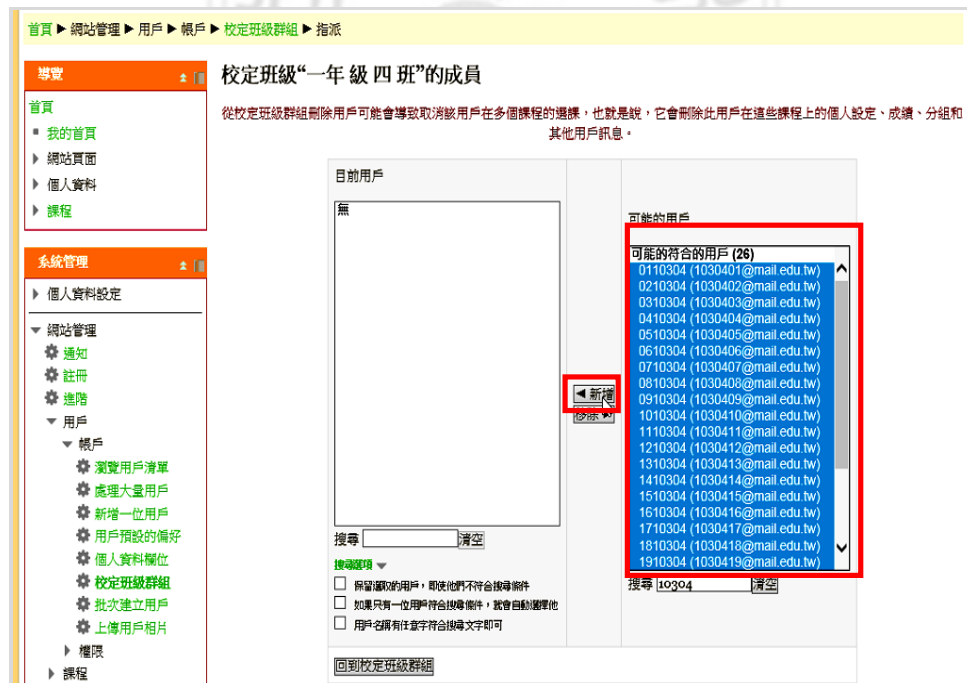 首頁 ▶ 網站管理 ▶ 用戶 ▶ 帳戶 ▶ 校定班級群組 ▶ 指派
導覽
首頁
我的首頁
網站頁面
個人資料
課程
系統管理
個人資料設定
網站管理
通知
註冊
進階
用戶
帳戶
瀏覽用戶清單
處理大量用戶
新增一位用戶
用戶預設的偏好
個人資料欄位
校定班級群組
批次建立用戶
上傳用戶相片
權限
課程
校定班級“一年 級 四 班”的成員
從校定班級群組刪除用戶可能會導致取消該用戶在多個課程的選課，也就是說，它會刪除此用戶在這些課程上的個人設定、成績、分組和
其他用戶訊息。
目前用戶
無
搜尋 清空
搜尋選項
保留選取的用戶，即使他們不符合搜尋條件
如果只有一位用戶符合搜尋條件，就會自動選擇他
用戶名稱有任意字符合搜尋文字即可
回到校定班級群組
◀ 新增
移除
可能的用戶
可能的符合的用戶 (26)
0110304 (1030401@mail.edu.tw)
0210304 (1030402@mail.edu.tw)
0310304 (1030403@mail.edu.tw)
0410304 (1030404@mail.edu.tw)
0510304 (1030405@mail.edu.tw)
0610304 (1030406@mail.edu.tw)
0710304 (1030407@mail.edu.tw)
0810304 (1030408@mail.edu.tw)
0910304 (1030409@mail.edu.tw)
1010304 (1030410@mail.edu.tw)
1110304 (1030411@mail.edu.tw)
1210304 (1030412@mail.edu.tw)
1310304 (1030413@mail.edu.tw)
1410304 (1030414@mail.edu.tw)
1510304 (1030415@mail.edu.tw)
1610304 (1030416@mail.edu.tw)
1710304 (1030417@mail.edu.tw)
1810304 (1030418@mail.edu.tw)
1910304 (1030419@mail.edu.tw)
搜尋 10304 清空